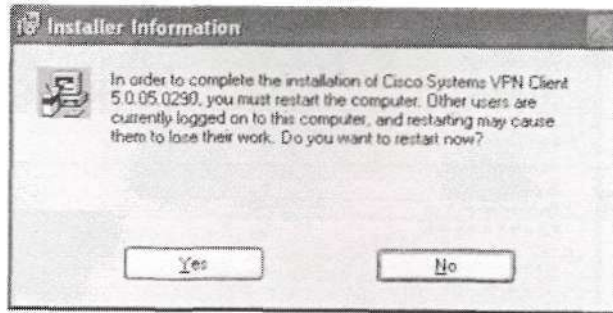 Installer Information
In order to complete the installation of Cisco Systems VPN Client
5.0.05.0290, you must restart the computer. Other users are
currently logged on to this computer, and restarting may cause
them to lose their work. Do you want to restart now?
Yes
No